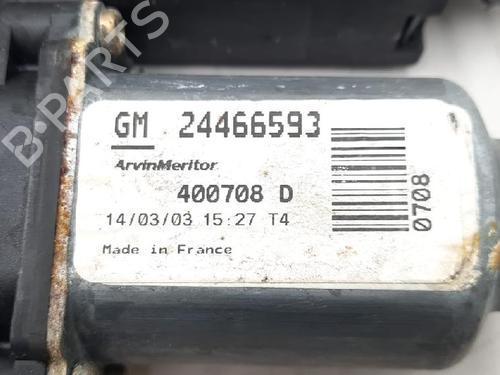 GM 24466593
ArvinMeritor
400708 D
14/03/03 15:27 T4
Made in France
0708
B-PARTS